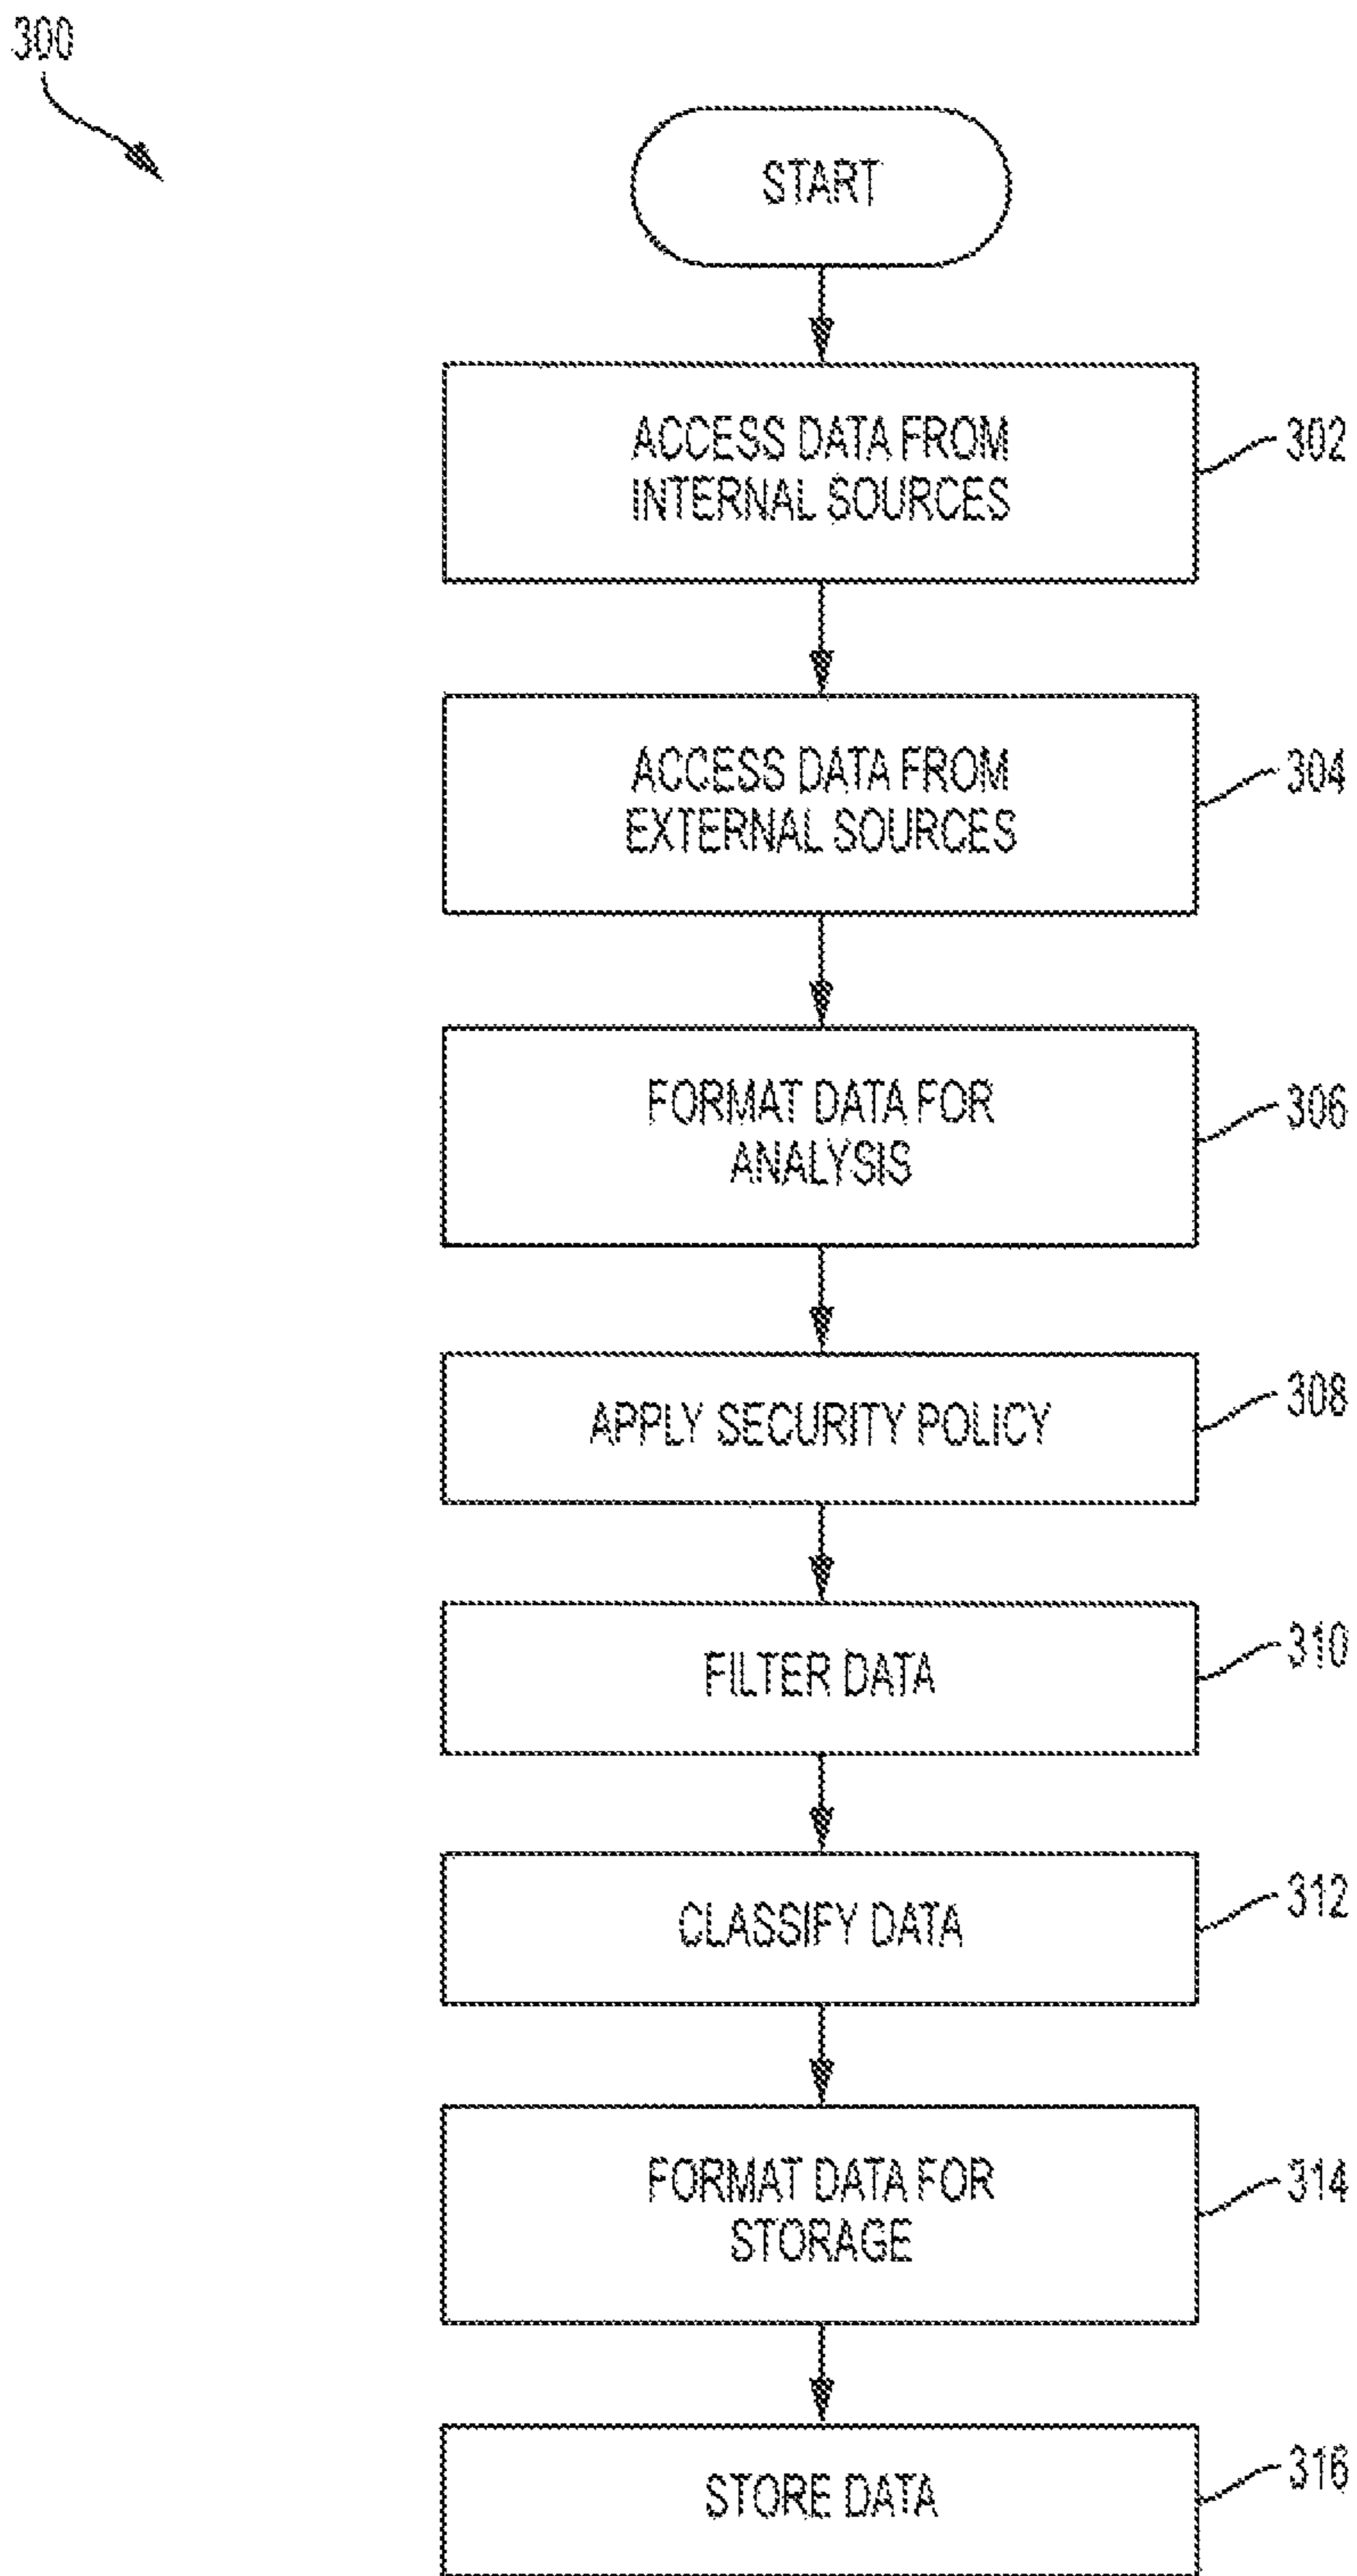 300
START
ACCESS DATA FROM
INTERNAL SOURCES
302
ACCESS DATA FROM
EXTERNAL SOURCES
304
FORMAT DATA FOR
ANALYSIS
306
APPLY SECURITY POLICY
308
FILTER DATA
310
CLASSIFY DATA
312
FORMAT DATA FOR
STORAGE
314
STORE DATA
316